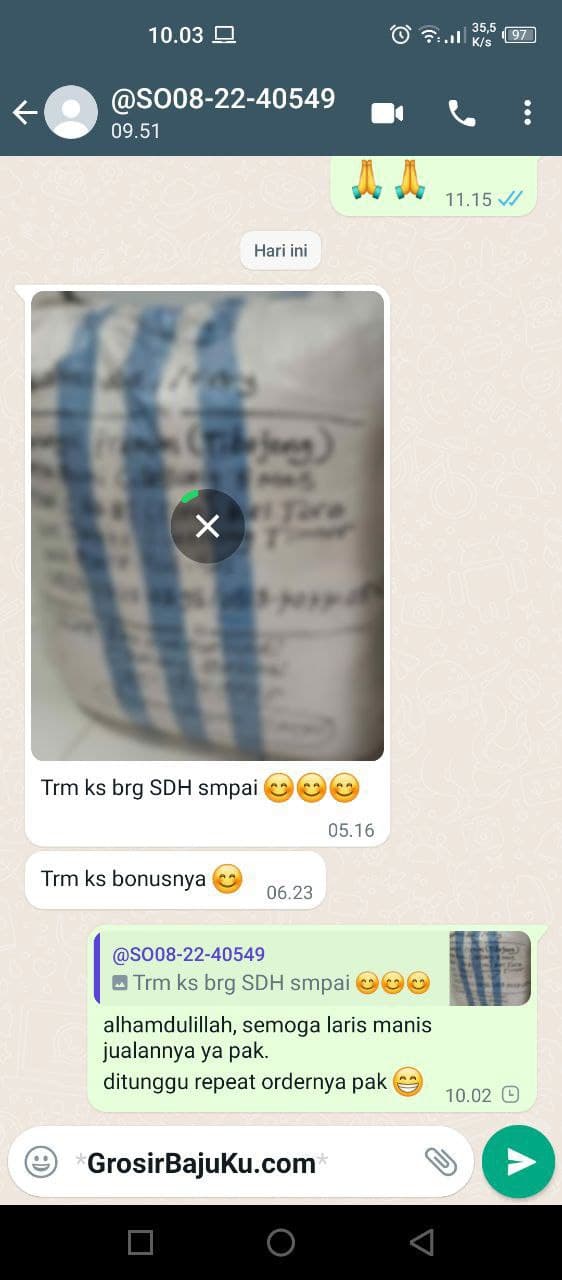 10.03
35,5
K/s
97
@SO08-22-40549
09.51
11.15
Hari ini
Trm ks brg SDH smpai 😊😊😊
05.16
Trm ks bonusnya 😊
06.23
@SO08-22-40549
Trm ks brg SDH smpai 😊😊😊
alhamdulillah, semoga laris manis
jualannya ya pak.
ditunggu repeat ordernya pak 😁
10.02
*GrosirBajuKu.com*